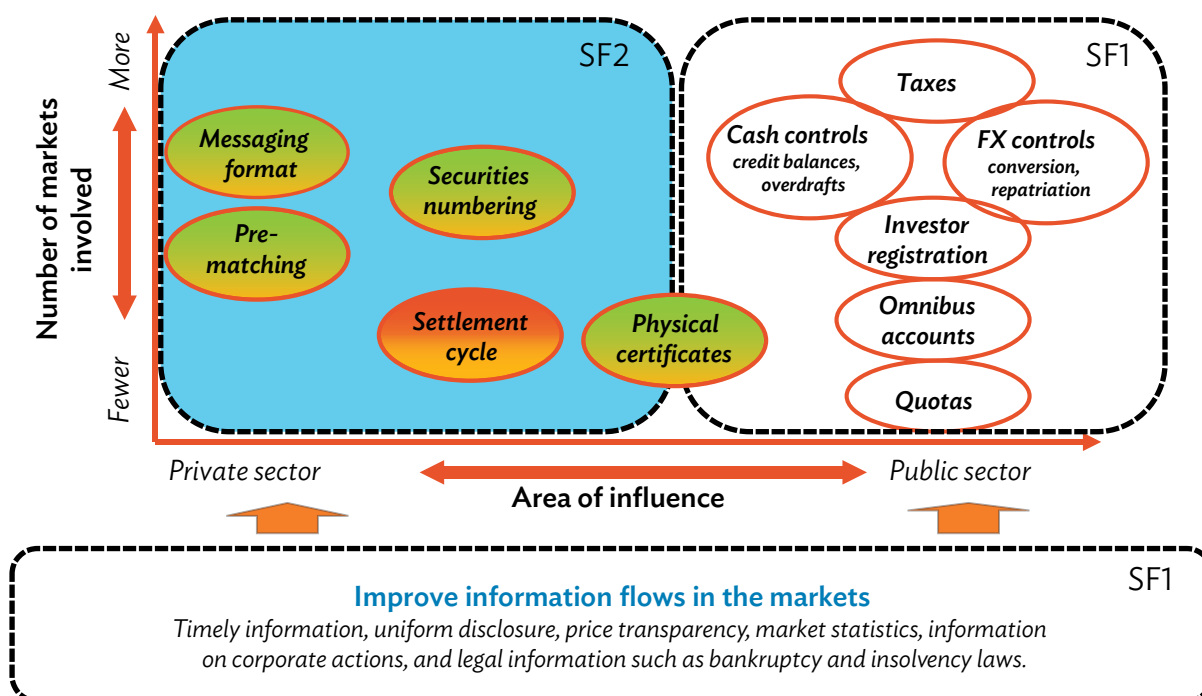 More
Number of markets
involved
Fewer
SF2
Messaging
format
Securities
numbering
Pre-
matching
Settlement
cycle
Physical
certificates
SF1
Taxes
Cash controls
credit balances,
overdrafts
FX controls
conversion,
repatriation
Investor
registration
Omnibus
accounts
Quotas
Private sector
Area of influence
Public sector
SF1
Improve information flows in the markets
Timely information, uniform disclosure, price transparency, market statistics, information
on corporate actions, and legal information such as bankruptcy and insolvency laws.